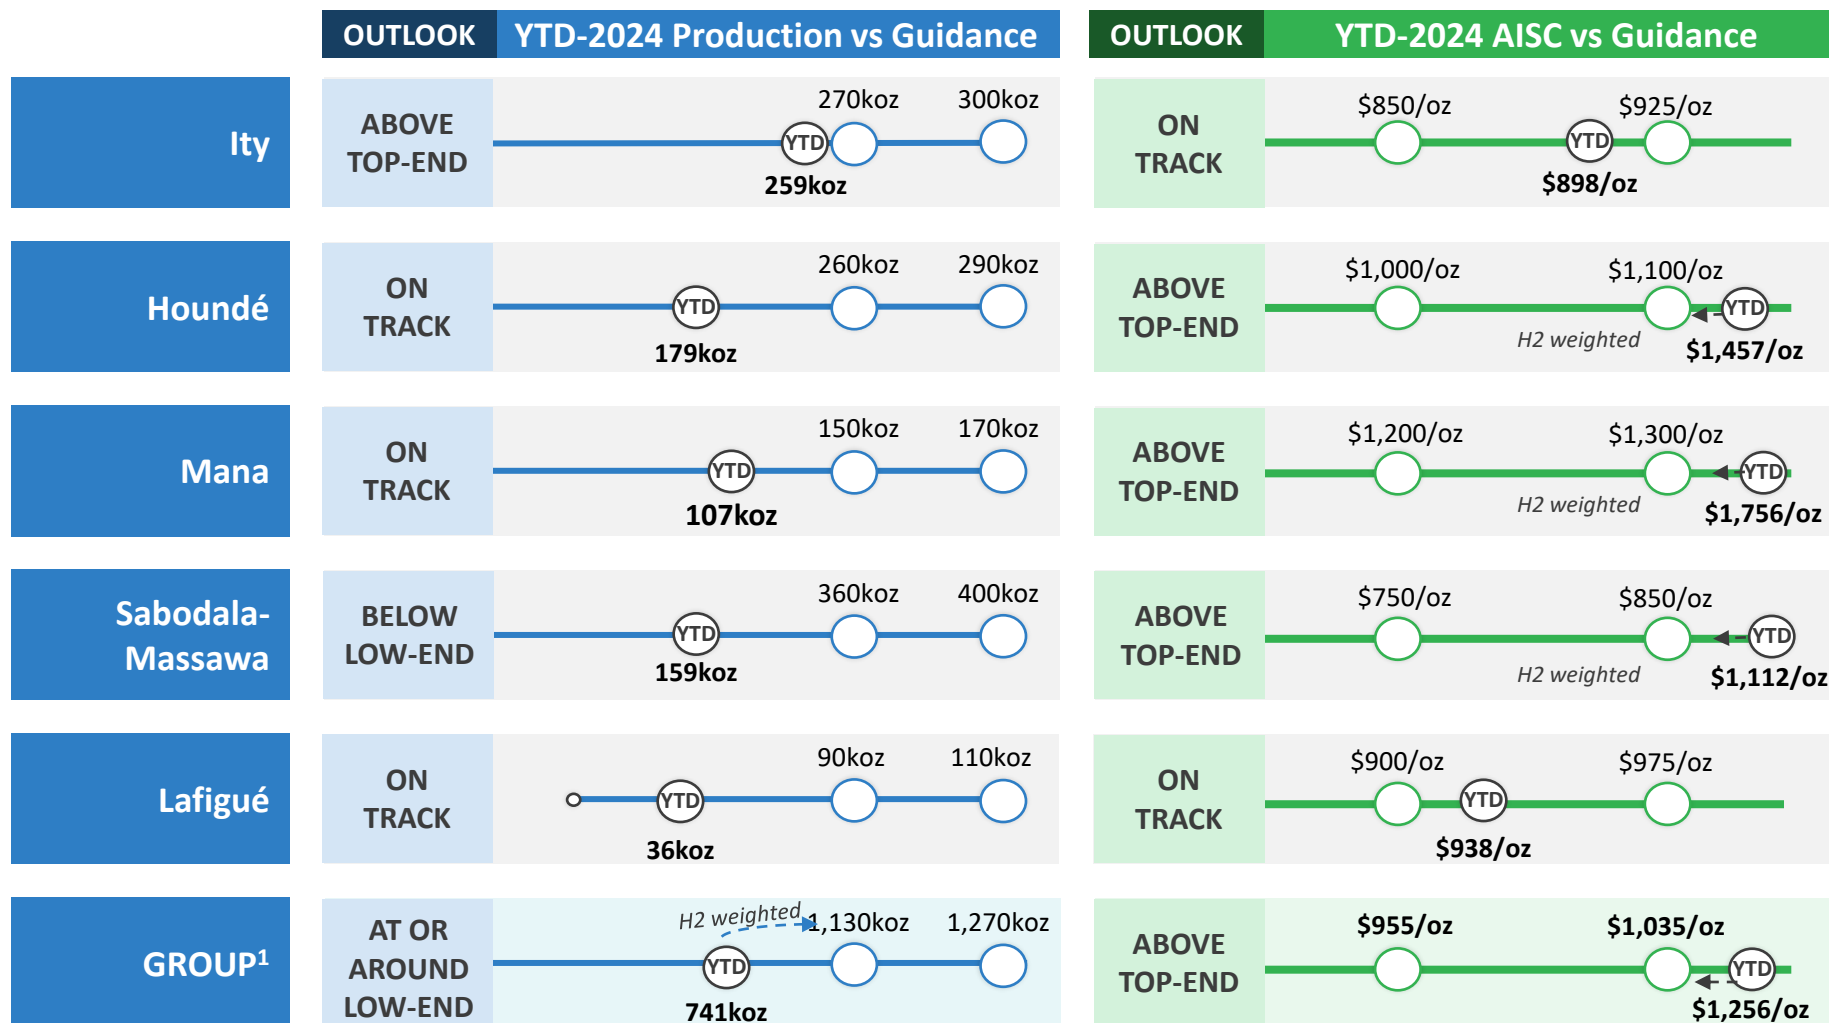 OUTLOOK YTD-2024 Production vs Guidance OUTLOOK YTD-2024 AISC vs Guidance
Ity
ABOVE
TOP-END
270koz 300koz
YTD
259koz
ON
TRACK
$850/oz $925/oz
YTD
$898/oz
Houndé
ON
TRACK
260koz 290koz
YTD
179koz
ABOVE
TOP-END
$1,000/oz $1,100/oz
YTD
H2 weighted
$1,457/oz
Mana
ON
TRACK
150koz 170koz
YTD
107koz
ABOVE
TOP-END
$1,200/oz $1,300/oz
YTD
H2 weighted
$1,756/oz
Sabodala-
Massawa
BELOW
LOW-END
360koz 400koz
YTD
159koz
ABOVE
TOP-END
$750/oz $850/oz
YTD
H2 weighted
$1,112/oz
Lafigué
ON
TRACK
90koz 110koz
YTD
36koz
ON
TRACK
$900/oz $975/oz
YTD
$938/oz
GROUP¹
AT OR
AROUND
LOW-END
H2 weighted 1,130koz 1,270koz
YTD
741koz
ABOVE
TOP-END
$955/oz $1,035/oz
YTD
$1,256/oz